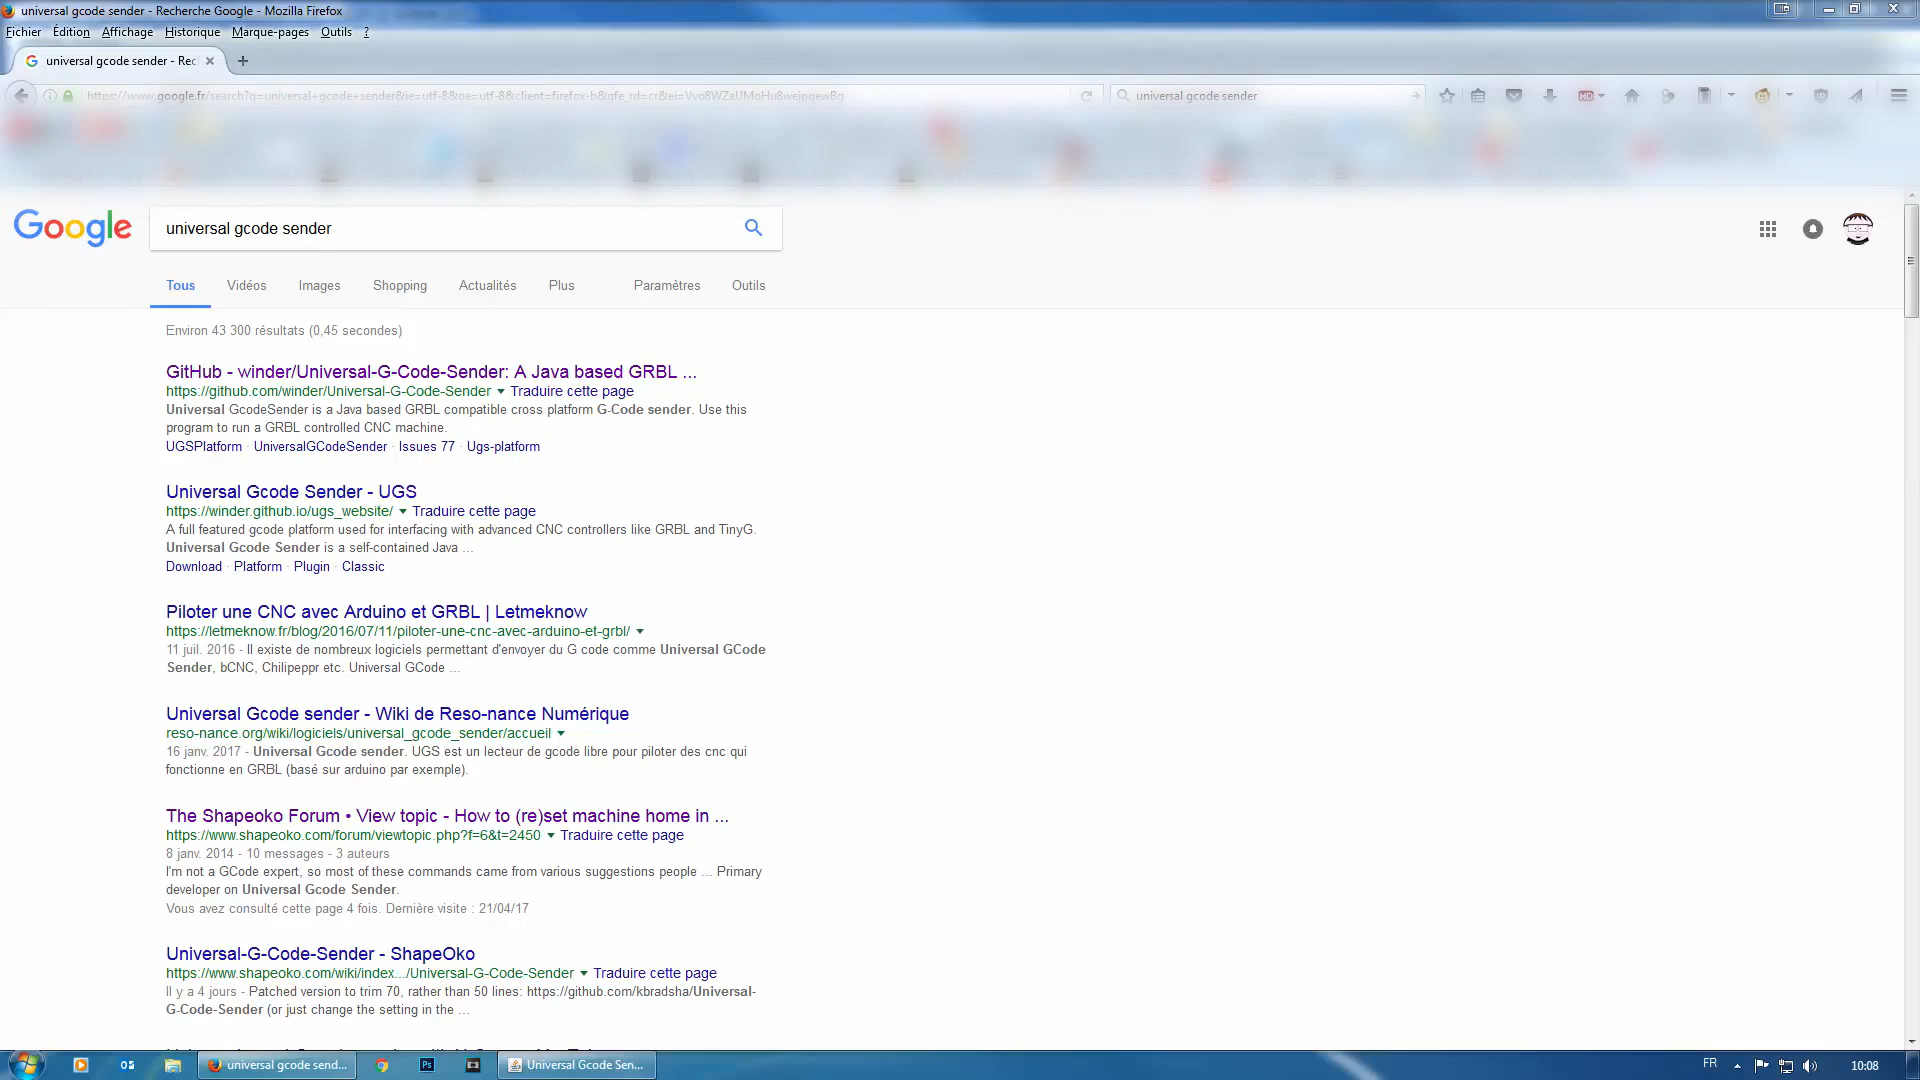 universal gcode sender - Recherche Google - Mozilla Firefox
Fichier Édition Affichage Historique Marque-pages Outils ?
universal gcode sender - Rec
https://www.google.fr/search?q=universal+gcode+sender&ie=utf-8&oe=utf-8&client=firefox-b&gfe_rd=cr&ei=Vvo8WZaUMoHu8wejpgewBg universal gcode sender HD
Google universal gcode sender
Tous Vidéos Images Shopping Actualités Plus Paramètres Outils
Environ 43 300 résultats (0,45 secondes)
GitHub - winder/Universal-G-Code-Sender: A Java based GRBL ...
https://github.com/winder/Universal-G-Code-Sender Traduire cette page
Universal GcodeSender is a Java based GRBL compatible cross platform G-Code sender. Use this
program to run a GRBL controlled CNC machine.
UGSPlatform · UniversalGCodeSender · Issues 77 · Ugs-platform
Universal Gcode Sender - UGS
https://winder.github.io/ugs_website/ Traduire cette page
A full featured gcode platform used for interfacing with advanced CNC controllers like GRBL and TinyG.
Universal Gcode Sender is a self-contained Java ...
Download · Platform · Plugin · Classic
Piloter une CNC avec Arduino et GRBL | Letmeknow
https://letmeknow.fr/blog/2016/07/11/piloter-une-cnc-avec-arduino-et-grbl/
11 juil. 2016 - Il existe de nombreux logiciels permettant d'envoyer du G code comme Universal GCode
Sender, bCNC, Chilipeppr etc. Universal GCode ...
Universal Gcode sender - Wiki de Reso-nance Numérique
reso-nance.org/wiki/logiciels/universal_gcode_sender/accueil
16 janv. 2017 - Universal Gcode sender. UGS est un lecteur de gcode libre pour piloter des cnc qui
fonctionne en GRBL (basé sur arduino par exemple).
The Shapeoko Forum • View topic - How to (re)set machine home in ...
https://www.shapeoko.com/forum/viewtopic.php?f=6&t=2450 Traduire cette page
8 janv. 2014 - 10 messages - 3 auteurs
I'm not a GCode expert, so most of these commands came from various suggestions people ... Primary
developer on Universal Gcode Sender.
Vous avez consulté cette page 4 fois. Dernière visite : 21/04/17
Universal-G-Code-Sender - ShapeOko
https://www.shapeoko.com/wiki/index.../Universal-G-Code-Sender Traduire cette page
Il y a 4 jours - Patched version to trim 70, rather than 50 lines: https://github.com/kbradsha/Universal-
G-Code-Sender (or just change the setting in the ...
universal gcode send... Ps Universal Gcode Sen... FR 10:08